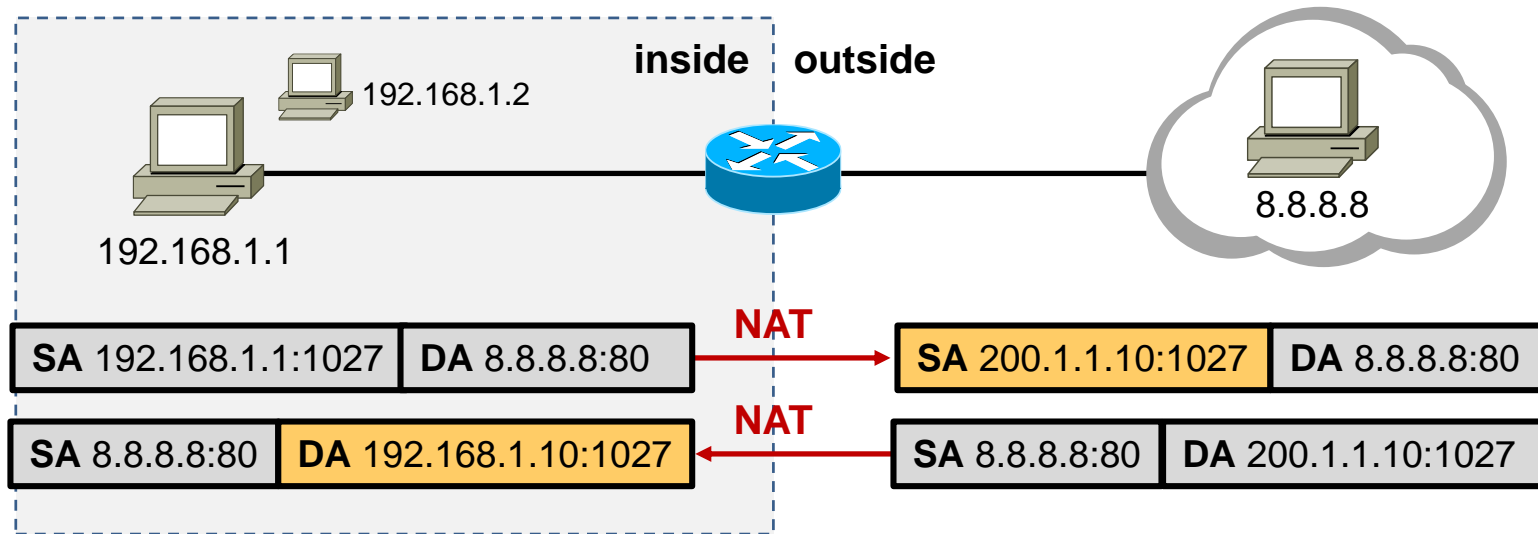 inside outside
192.168.1.2
8.8.8.8
192.168.1.1
NAT
SA 192.168.1.1:1027 DA 8.8.8.8:80
SA 200.1.1.10:1027 DA 8.8.8.8:80
NAT
SA 8.8.8.8:80 DA 192.168.1.10:1027
SA 8.8.8.8:80 DA 200.1.1.10:1027